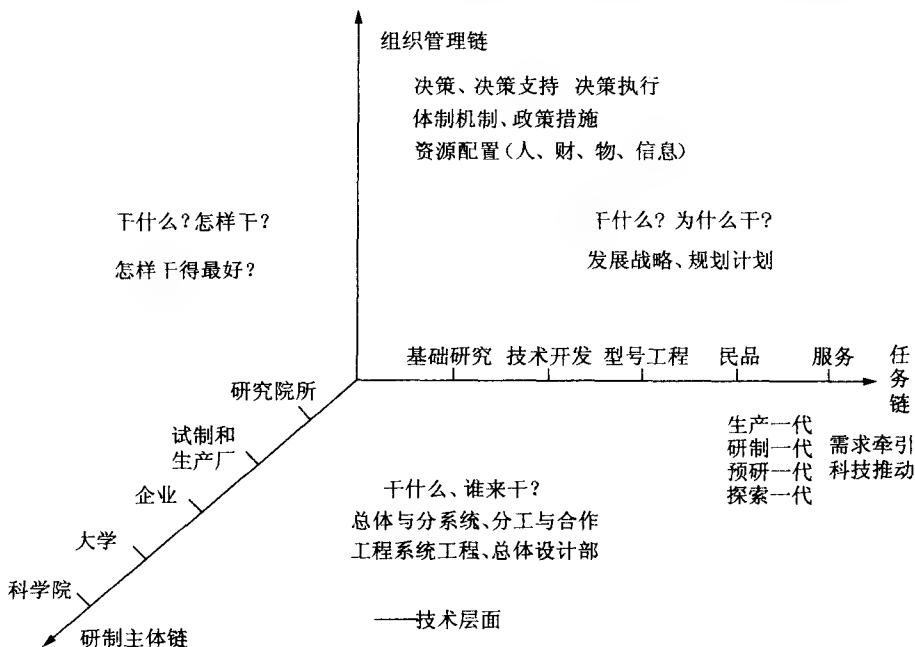 组织管理链
决策、决策支持 决策执行
体制机制、政策措施
资源配置(人、财、物、信息)
干什么?怎样干?
怎样干得最好?
干什么? 为什么干?
发展战略、规划计划
基础研究 技术开发 型号工程 民品 服务
任务链
研究院所
试制和
生产厂
企业
大学
科学院
研制主体链
生产一代
研制一代 需求牵引
预研一代 科技推动
探索一代
干什么、谁来干?
总体与分系统、分工与合作
工程系统工程、总体设计部
——技术层面